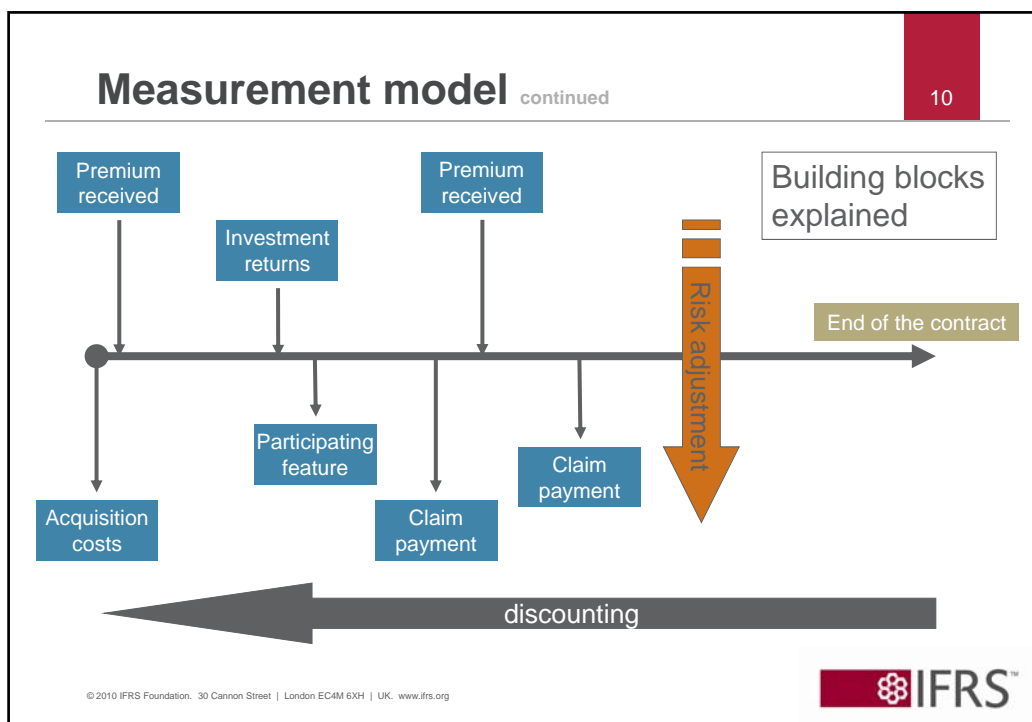 Measurement model continued
10
Premium
received
Premium
received
Building blocks
explained
Investment
returns
Risk adjustment
End of the contract
Participating
feature
Claim
payment
Acquisition
costs
Claim
payment
discounting
© 2010 IFRS Foundation. 30 Cannon Street | London EC4M 6XH | UK. www.ifrs.org
IFRS™